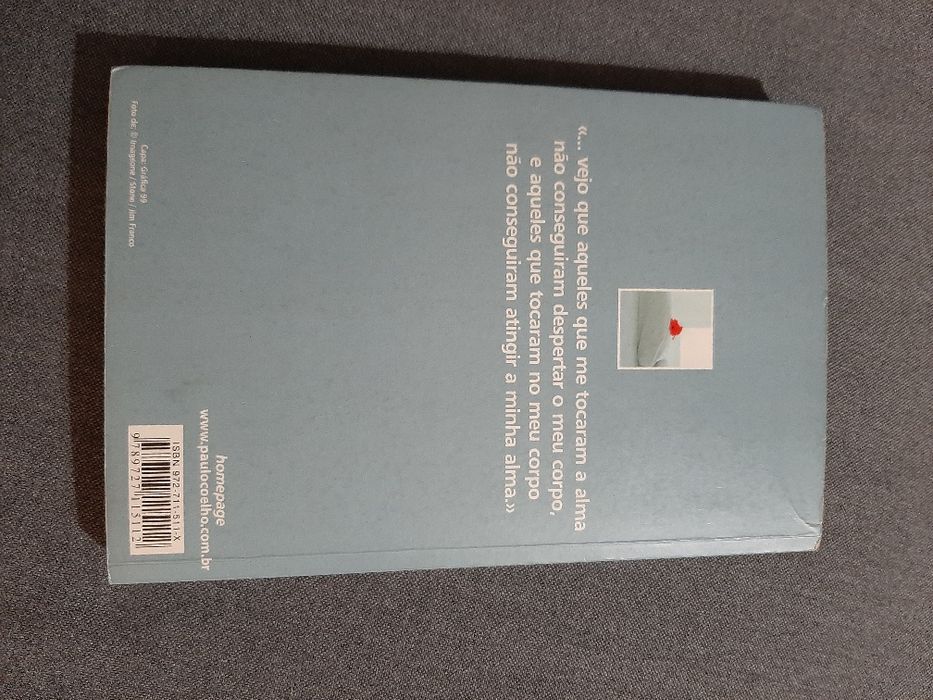 «... vejo que aqueles que me tocaram a alma
não conseguiram despertar o meu corpo,
e aqueles que tocaram no meu corpo
não conseguiram atingir a minha alma.»
homepage
www.paulocoelho.com.br
ISBN 972-711-511-X
9789727115112
Capa: Gráfica 99
Foto de: © Imageone / Stone / Jim Franco